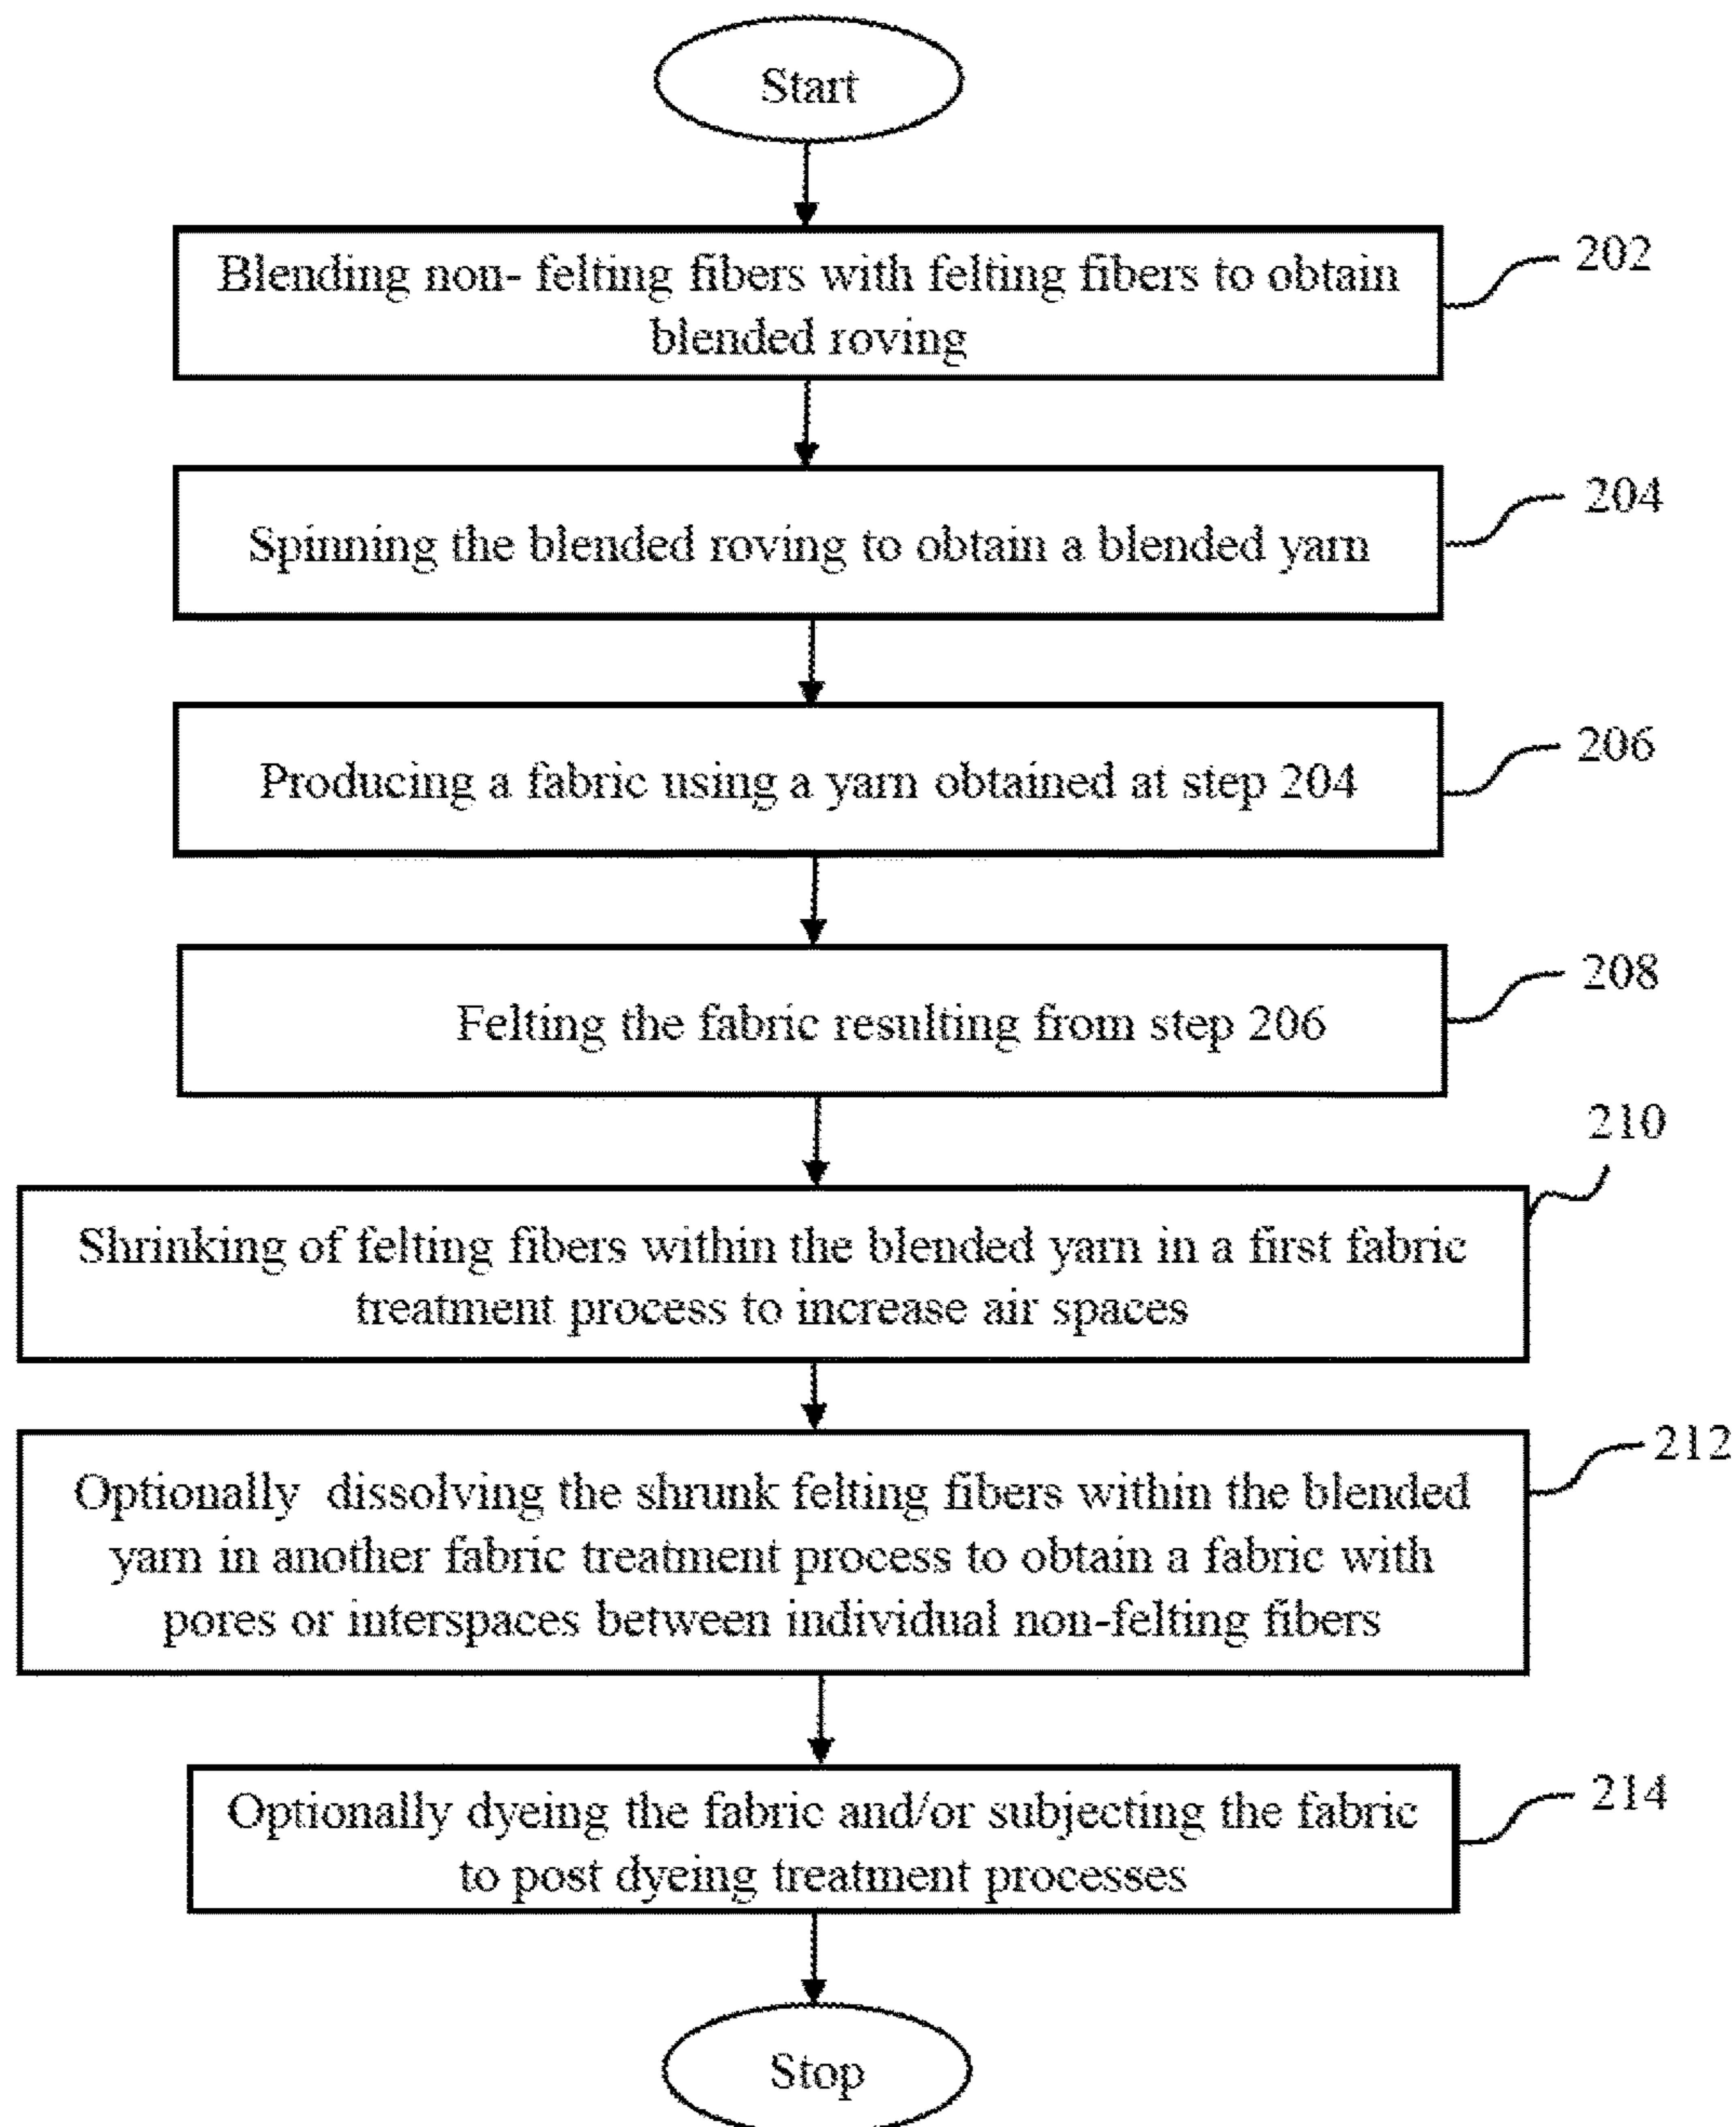 Start
Blending non- felting fibers with felting fibers to obtain
blended roving
202
Spinning the blended roving to obtain a blended yarn
204
Producing a fabric using a yarn obtained at step 204
206
Felting the fabric resulting from step 206
208
210
Shrinking of felting fibers within the blended yarn in a first fabric
treatment process to increase air spaces
212
Optionally dissolving the shrunk felting fibers within the blended
yarn in another fabric treatment process to obtain a fabric with
pores or interspaces between individual non-felting fibers
214
Optionally dyeing the fabric and/or subjecting the fabric
to post dyeing treatment processes
Stop